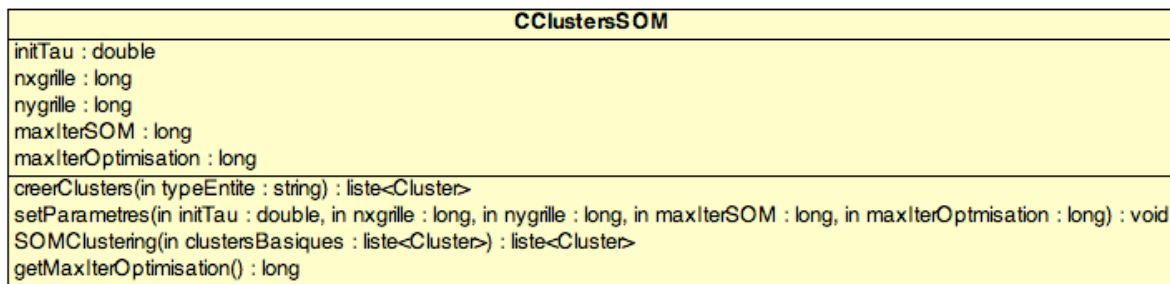 CClustersSOM
initTau : double
nxgrille : long
nygrille : long
maxIterSOM : long
maxIterOptimisation : long
creerClusters(in typeEntite : string) : liste<Cluster>
setParametres(in initTau : double, in nxgrille : long, in nygrille : long, in maxIterSOM : long, in maxIterOptmisation : long) : void
SOMClustering(in clustersBasiques : liste<Cluster>) : liste<Cluster>
getMaxIterOptimisation() : long